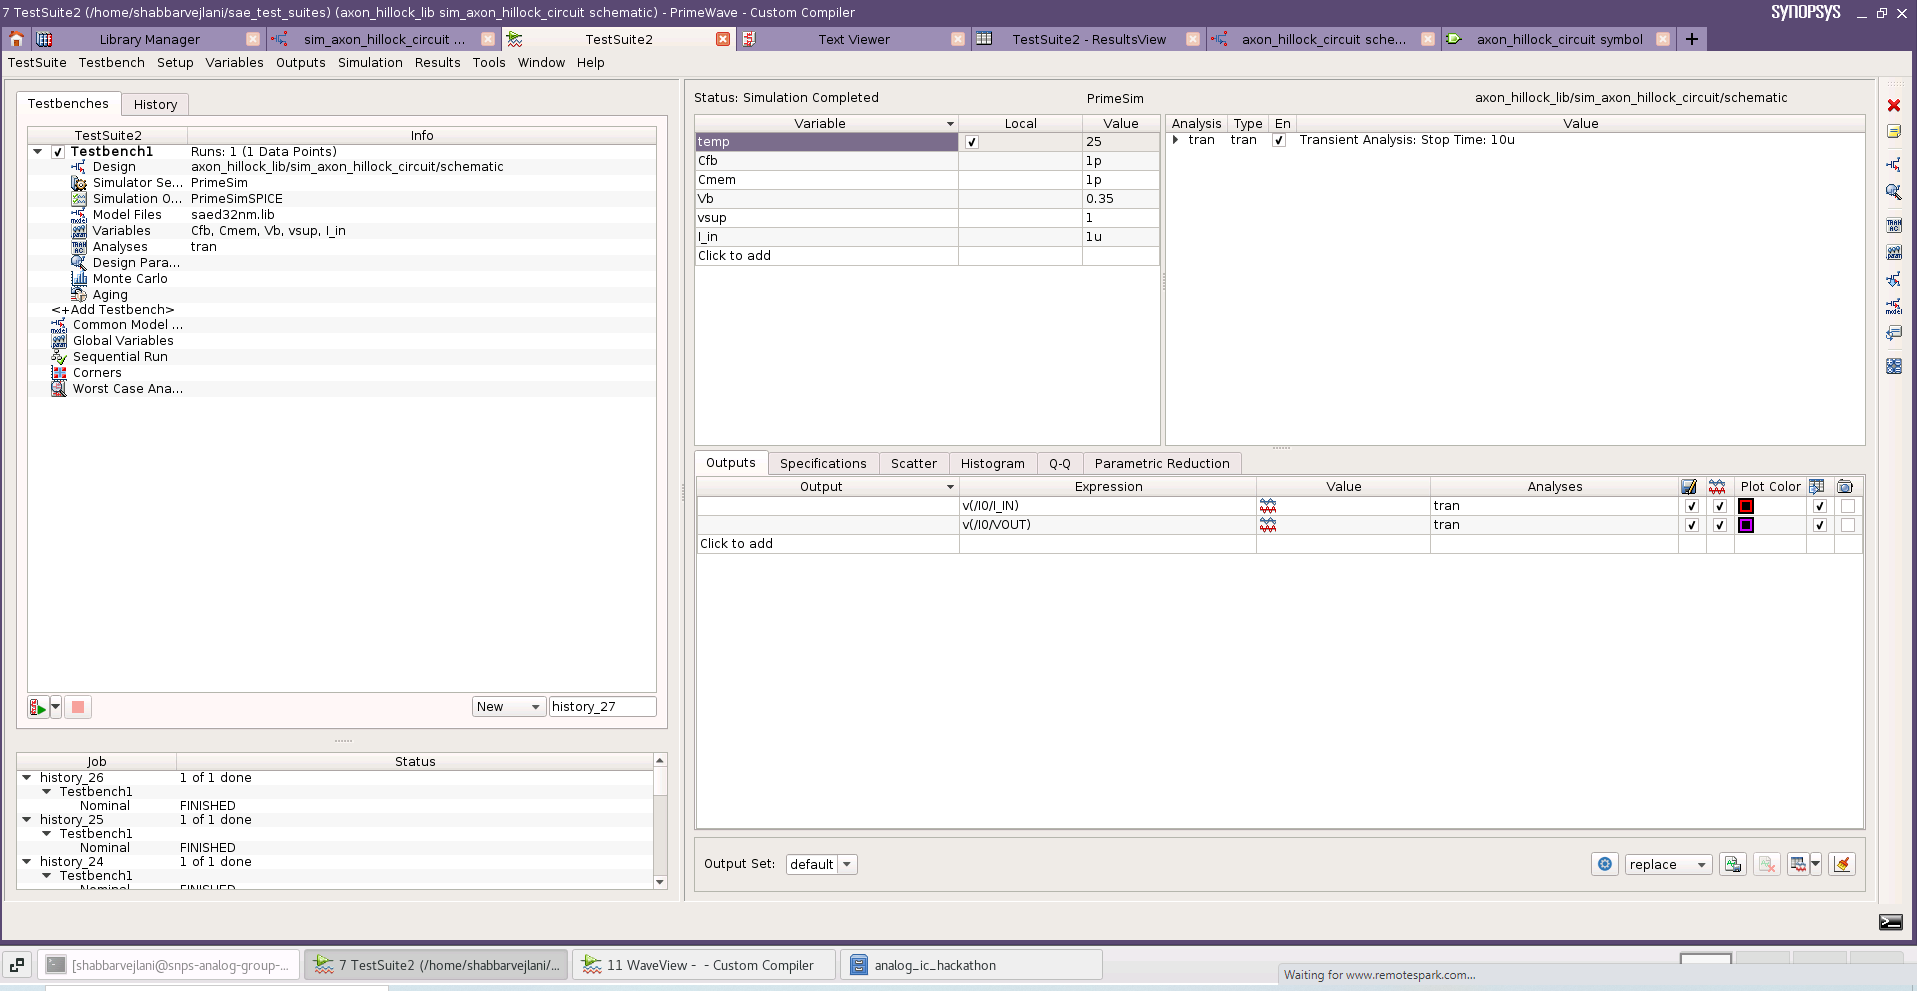 7 TestSuite2 (/home/shabbarvejlani/sae_test_suites) (axon_hillock_lib sim_axon_hillock_circuit schematic) - PrimeWave - Custom Compiler
SYNOPSYS
Library Manager
sim_axon_hillock_circuit ...
TestSuite2
Text Viewer
TestSuite2 - ResultsView
axon_hillock_circuit sche...
axon_hillock_circuit symbol
TestSuite Testbench Setup Variables Outputs Simulation Results Tools Window Help
Testbenches History
TestSuite2 Info
Testbench1 Runs: 1 (1 Data Points)
Design axon_hillock_lib/sim_axon_hillock_circuit/schematic
Simulator Se... PrimeSim
Simulation O... PrimeSimSPICE
Model Files saed32nm.lib
Variables Cfb, Cmem, Vb, vsup, I_in
Analyses tran
Design Para...
Monte Carlo
Aging
<+Add Testbench>
Common Model ...
Global Variables
Sequential Run
Corners
Worst Case Ana...
New history_27
Job Status
history_26 1 of 1 done
Testbench1
Nominal FINISHED
history_25 1 of 1 done
Testbench1
Nominal FINISHED
history_24 1 of 1 done
Testbench1
Nominal FINISHED
Status: Simulation Completed PrimeSim axon_hillock_lib/sim_axon_hillock_circuit/schematic
Variable Local Value
temp 25
Cfb 1p
Cmem 1p
Vb 0.35
vsup 1
I_in 1u
Click to add
Analysis Type En Value
tran tran Transient Analysis: Stop Time: 10u
Outputs Specifications Scatter Histogram Q-Q Parametric Reduction
Output Expression Value Analyses Plot Color
v(/I0/I_IN) tran
v(/I0/VOUT) tran
Click to add
Output Set: default replace
[shabbarvejlani@snps-analog-group-...
7 TestSuite2 (/home/shabbarvejlani/...
11 WaveView - - Custom Compiler
analog_ic_hackathon
Waiting for www.remotespark.com...